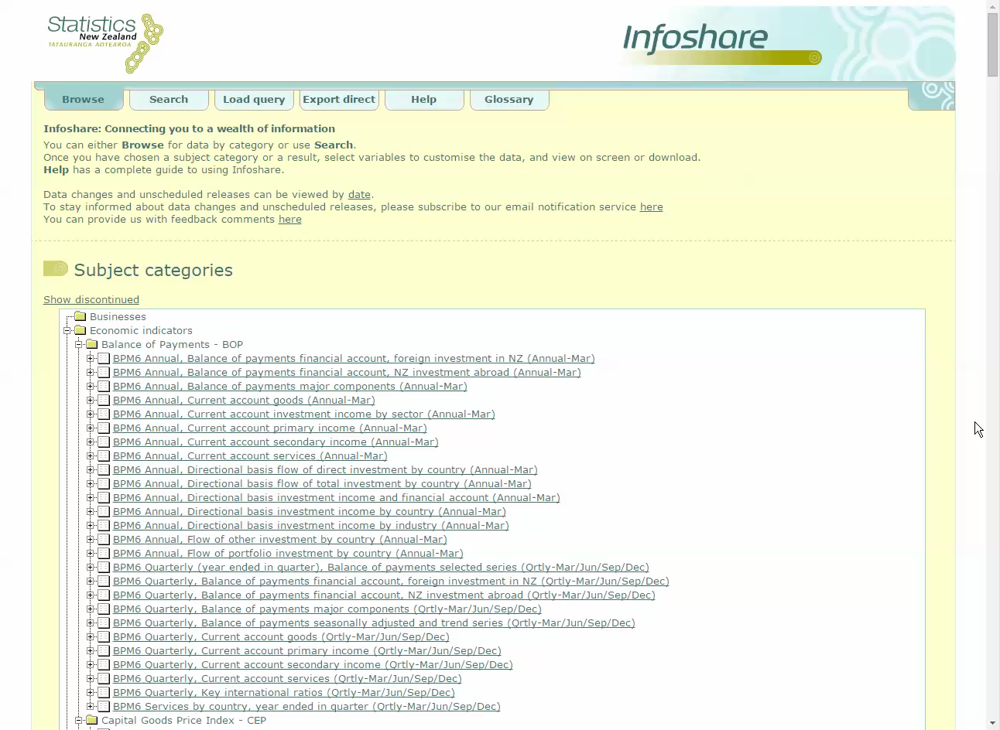 Statistics
New Zealand
TATAURANGA AOTEAROA
Infoshare
Browse
Search
Load query
Export direct
Help
Glossary
Infoshare: Connecting you to a wealth of information
You can either Browse for data by category or use Search.
Once you have chosen a subject category or a result, select variables to customise the data, and view on screen or download.
Help has a complete guide to using Infoshare.
Data changes and unscheduled releases can be viewed by date.
To stay informed about data changes and unscheduled releases, please subscribe to our email notification service here
You can provide us with feedback comments here
Subject categories
Show discontinued
Businesses
Economic indicators
Balance of Payments - BOP
BPM6 Annual, Balance of payments financial account, foreign investment in NZ (Annual-Mar)
BPM6 Annual, Balance of payments financial account, NZ investment abroad (Annual-Mar)
BPM6 Annual, Balance of payments major components (Annual-Mar)
BPM6 Annual, Current account goods (Annual-Mar)
BPM6 Annual, Current account investment income by sector (Annual-Mar)
BPM6 Annual, Current account primary income (Annual-Mar)
BPM6 Annual, Current account secondary income (Annual-Mar)
BPM6 Annual, Current account services (Annual-Mar)
BPM6 Annual, Directional basis flow of direct investment by country (Annual-Mar)
BPM6 Annual, Directional basis flow of total investment by country (Annual-Mar)
BPM6 Annual, Directional basis investment income and financial account (Annual-Mar)
BPM6 Annual, Directional basis investment income by country (Annual-Mar)
BPM6 Annual, Directional basis investment income by industry (Annual-Mar)
BPM6 Annual, Flow of other investment by country (Annual-Mar)
BPM6 Annual, Flow of portfolio investment by country (Annual-Mar)
BPM6 Quarterly (year ended in quarter), Balance of payments selected series (Qrtly-Mar/Jun/Sep/Dec)
BPM6 Quarterly, Balance of payments financial account, foreign investment in NZ (Qrtly-Mar/Jun/Sep/Dec)
BPM6 Quarterly, Balance of payments financial account, NZ investment abroad (Qrtly-Mar/Jun/Sep/Dec)
BPM6 Quarterly, Balance of payments major components (Qrtly-Mar/Jun/Sep/Dec)
BPM6 Quarterly, Balance of payments seasonally adjusted and trend series (Qrtly-Mar/Jun/Sep/Dec)
BPM6 Quarterly, Current account goods (Qrtly-Mar/Jun/Sep/Dec)
BPM6 Quarterly, Current account primary income (Qrtly-Mar/Jun/Sep/Dec)
BPM6 Quarterly, Current account secondary income (Qrtly-Mar/Jun/Sep/Dec)
BPM6 Quarterly, Current account services (Qrtly-Mar/Jun/Sep/Dec)
BPM6 Quarterly, Key international ratios (Qrtly-Mar/Jun/Sep/Dec)
BPM6 Services by country, year ended in quarter (Qrtly-Mar/Jun/Sep/Dec)
Capital Goods Price Index - CEP